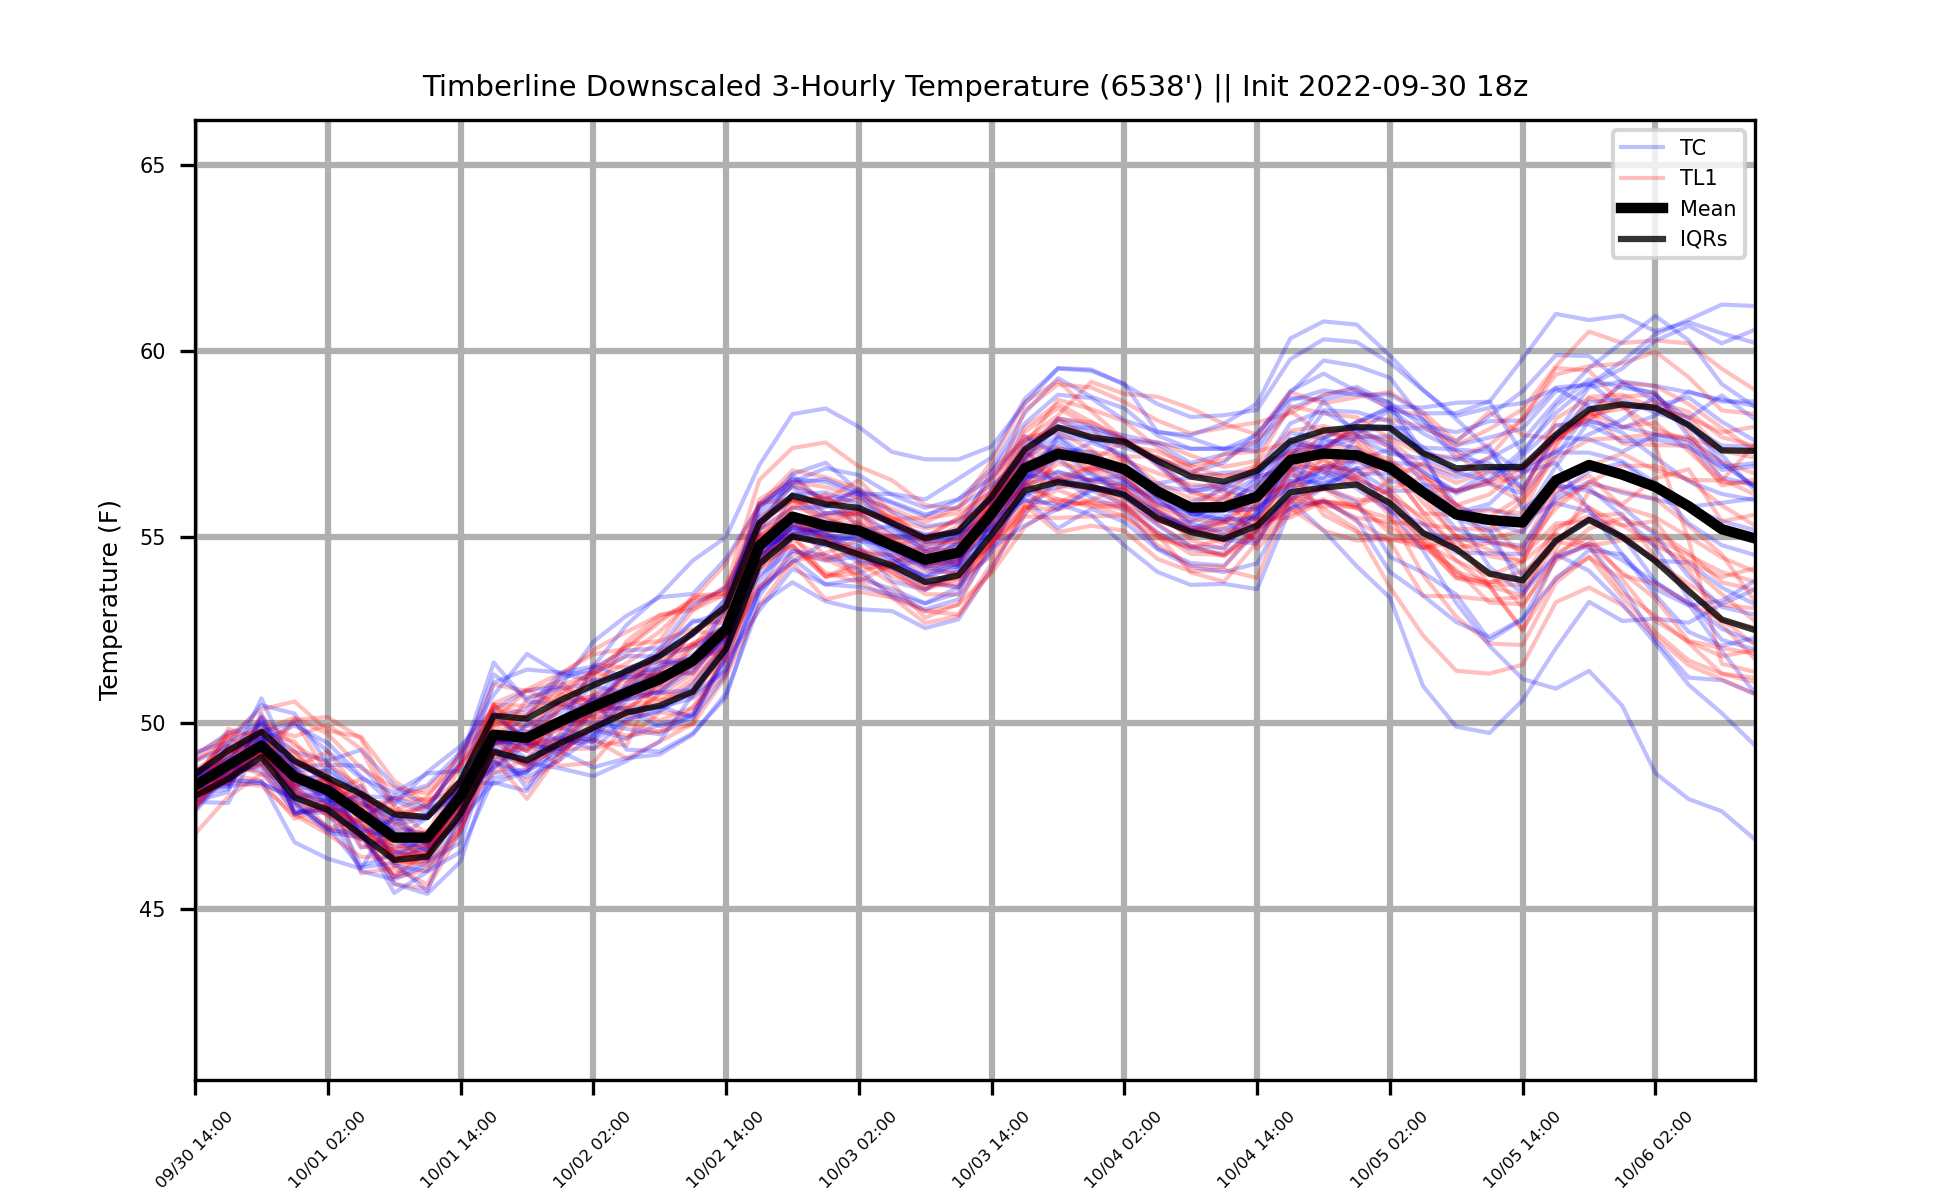 Timberline Downscaled 3-Hourly Temperature (6538') || Init 2022-09-30 18z
TC
TL1
Mean
IQRs
Temperature (F)
65
60
55
50
45
09/30 14:00
10/01 02:00
10/01 14:00
10/02 02:00
10/02 14:00
10/03 02:00
10/03 14:00
10/04 02:00
10/04 14:00
10/05 02:00
10/05 14:00
10/06 02:00